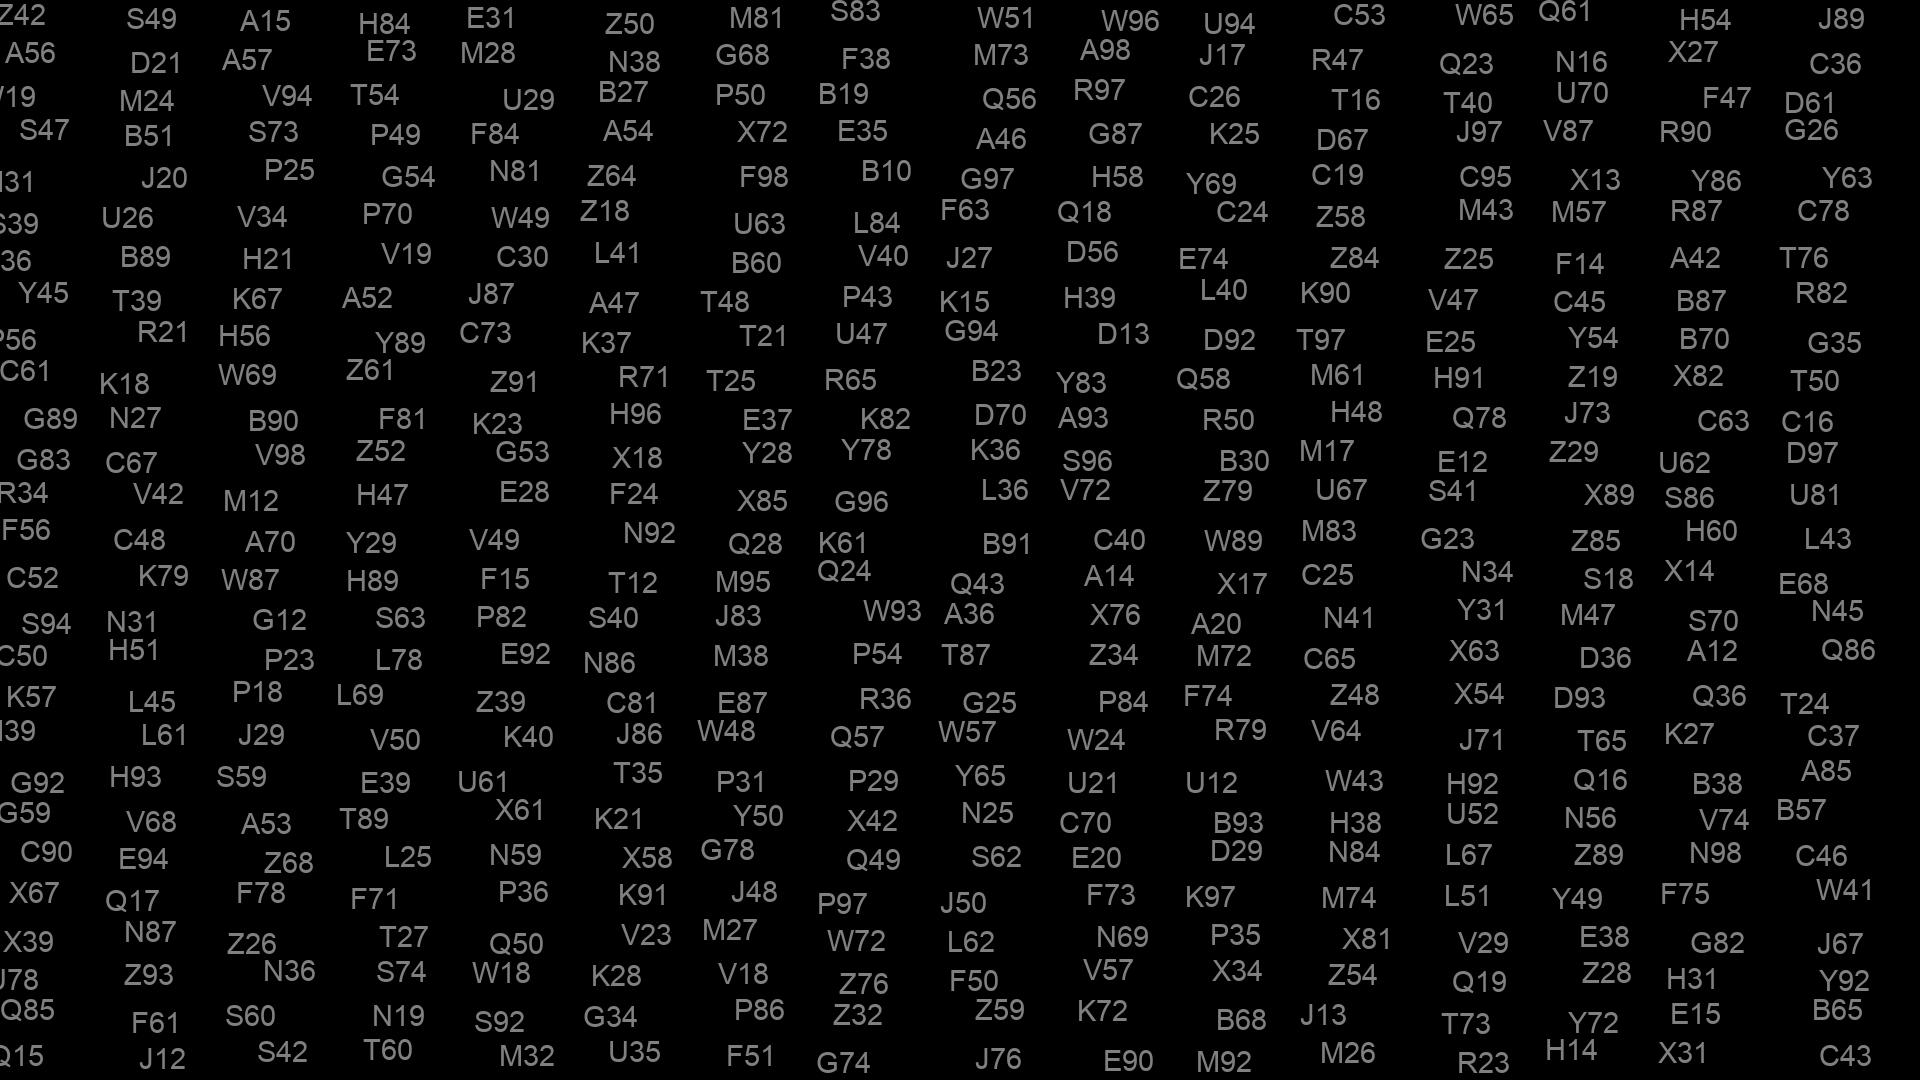 Z42 S49 A15 H84 E31 Z50 M81 S83 W51 W96 U94 C53 W65 Q61 H54 J89
A56 D21 A57 E73 M28 N38 G68 F38 M73 A98 J17 R47 Q23 N16 X27 C36
M24 V94 T54 U29 B27 P50 B19 Q56 R97 C26 T16 T40 U70 F47 D61
S47 B51 S73 P49 F84 A54 X72 E35 A46 G87 K25 D67 J97 V87 R90 G26
J20 P25 G54 N81 Z64 F98 B10 G97 H58 Y69 C19 C95 X13 Y86 Y63
S39 U26 V34 P70 W49 Z18 U63 L84 F63 Q18 C24 Z58 M43 M57 R87 C78
36 B89 H21 V19 C30 L41 B60 V40 J27 D56 E74 Z84 Z25 F14 A42 T76
Y45 T39 K67 A52 J87 A47 T48 P43 K15 H39 L40 K90 V47 C45 B87 R82
P56 R21 H56 Y89 C73 K37 T21 U47 G94 D13 D92 T97 E25 Y54 B70 G35
C61 K18 W69 Z61 Z91 R71 T25 R65 B23 Y83 Q58 M61 H91 Z19 X82 T50
G89 N27 B90 F81 K23 H96 E37 K82 D70 A93 R50 H48 Q78 J73 C63 C16
G83 C67 V98 Z52 G53 X18 Y28 Y78 K36 S96 B30 M17 E12 Z29 U62 D97
R34 V42 M12 H47 E28 F24 X85 G96 L36 V72 Z79 U67 S41 X89 S86 U81
F56 C48 A70 Y29 V49 N92 Q28 K61 B91 C40 W89 M83 G23 Z85 H60 L43
C52 K79 W87 H89 F15 T12 M95 Q24 Q43 A14 X17 C25 N34 S18 X14 E68
S94 N31 G12 S63 P82 S40 J83 W93 A36 X76 A20 N41 Y31 M47 S70 N45
C50 H51 P23 L78 E92 N86 M38 P54 T87 Z34 M72 C65 X63 D36 A12 Q86
K57 L45 P18 L69 Z39 C81 E87 R36 G25 P84 F74 Z48 X54 D93 Q36 T24
L61 J29 V50 K40 J86 W48 Q57 W57 W24 R79 V64 J71 T65 K27 C37
G92 H93 S59 E39 U61 T35 P31 P29 Y65 U21 U12 W43 H92 Q16 B38 A85
G59 V68 A53 T89 X61 K21 Y50 X42 N25 C70 B93 H38 U52 N56 V74 B57
C90 E94 Z68 L25 N59 X58 G78 Q49 S62 E20 D29 N84 L67 Z89 N98 C46
X67 Q17 F78 F71 P36 K91 J48 P97 J50 F73 K97 M74 L51 Y49 F75 W41
X39 N87 Z26 T27 Q50 V23 M27 W72 L62 N69 P35 X81 V29 E38 G82 J67
J78 Z93 N36 S74 W18 K28 V18 Z76 F50 V57 X34 Z54 Q19 Z28 H31 Y92
Q85 F61 S60 N19 S92 G34 P86 Z32 Z59 K72 B68 J13 T73 Y72 E15 B65
Q15 J12 S42 T60 M32 U35 F51 G74 J76 E90 M92 M26 R23 H14 X31 C43